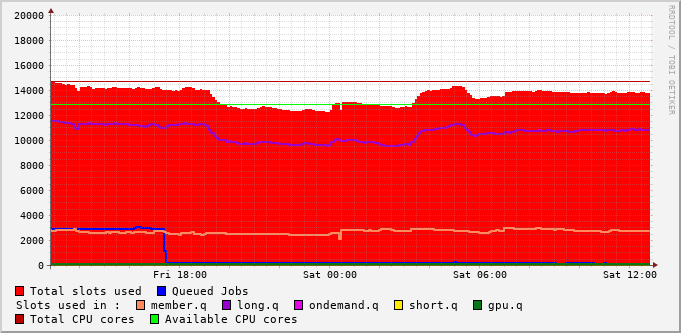 20000
18000
16000
14000
12000
10000
8000
6000
4000
2000
0
Fri 18:00 Sat 00:00 Sat 06:00 Sat 12:00
RRDTOOL / TOBI OETIKER
Total slots used Queued Jobs
Slots used in : member.q long.q ondemand.q short.q gpu.q
Total CPU cores Available CPU cores